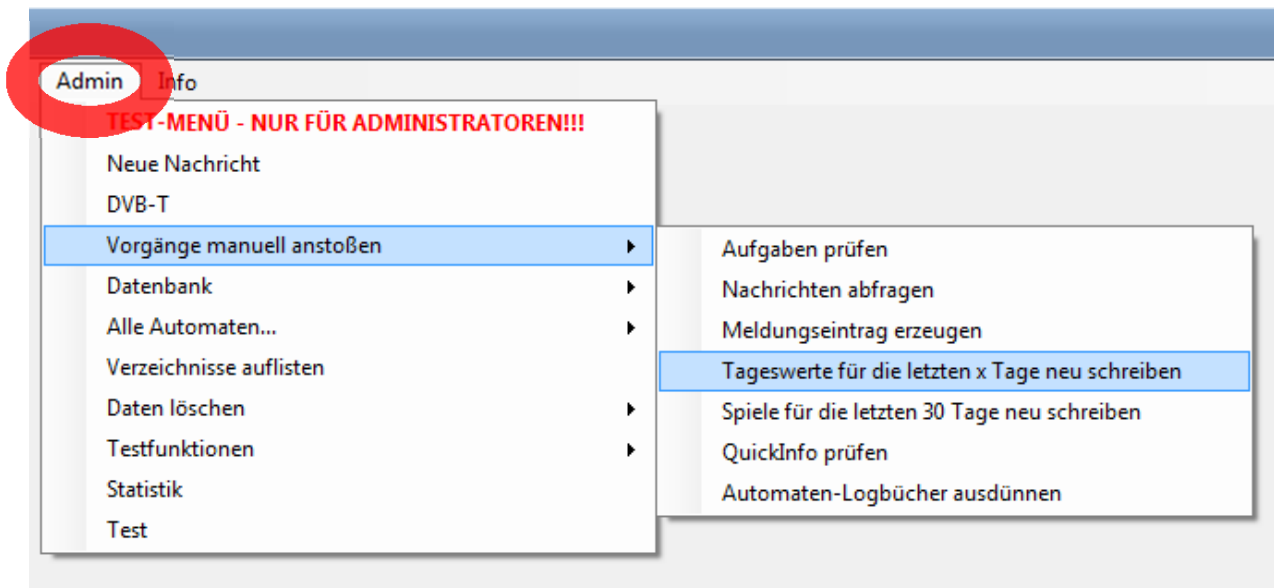 Admin Info
TEST-MENÜ - NUR FÜR ADMINISTRATOREN!!!
Neue Nachricht
DVB-T
Vorgänge manuell anstoßen
Datenbank
Alle Automaten...
Verzeichnisse auflisten
Daten löschen
Testfunktionen
Statistik
Test
Aufgaben prüfen
Nachrichten abfragen
Meldungseintrag erzeugen
Tageswerte für die letzten x Tage neu schreiben
Spiele für die letzten 30 Tage neu schreiben
QuickInfo prüfen
Automaten-Logbücher ausdünnen